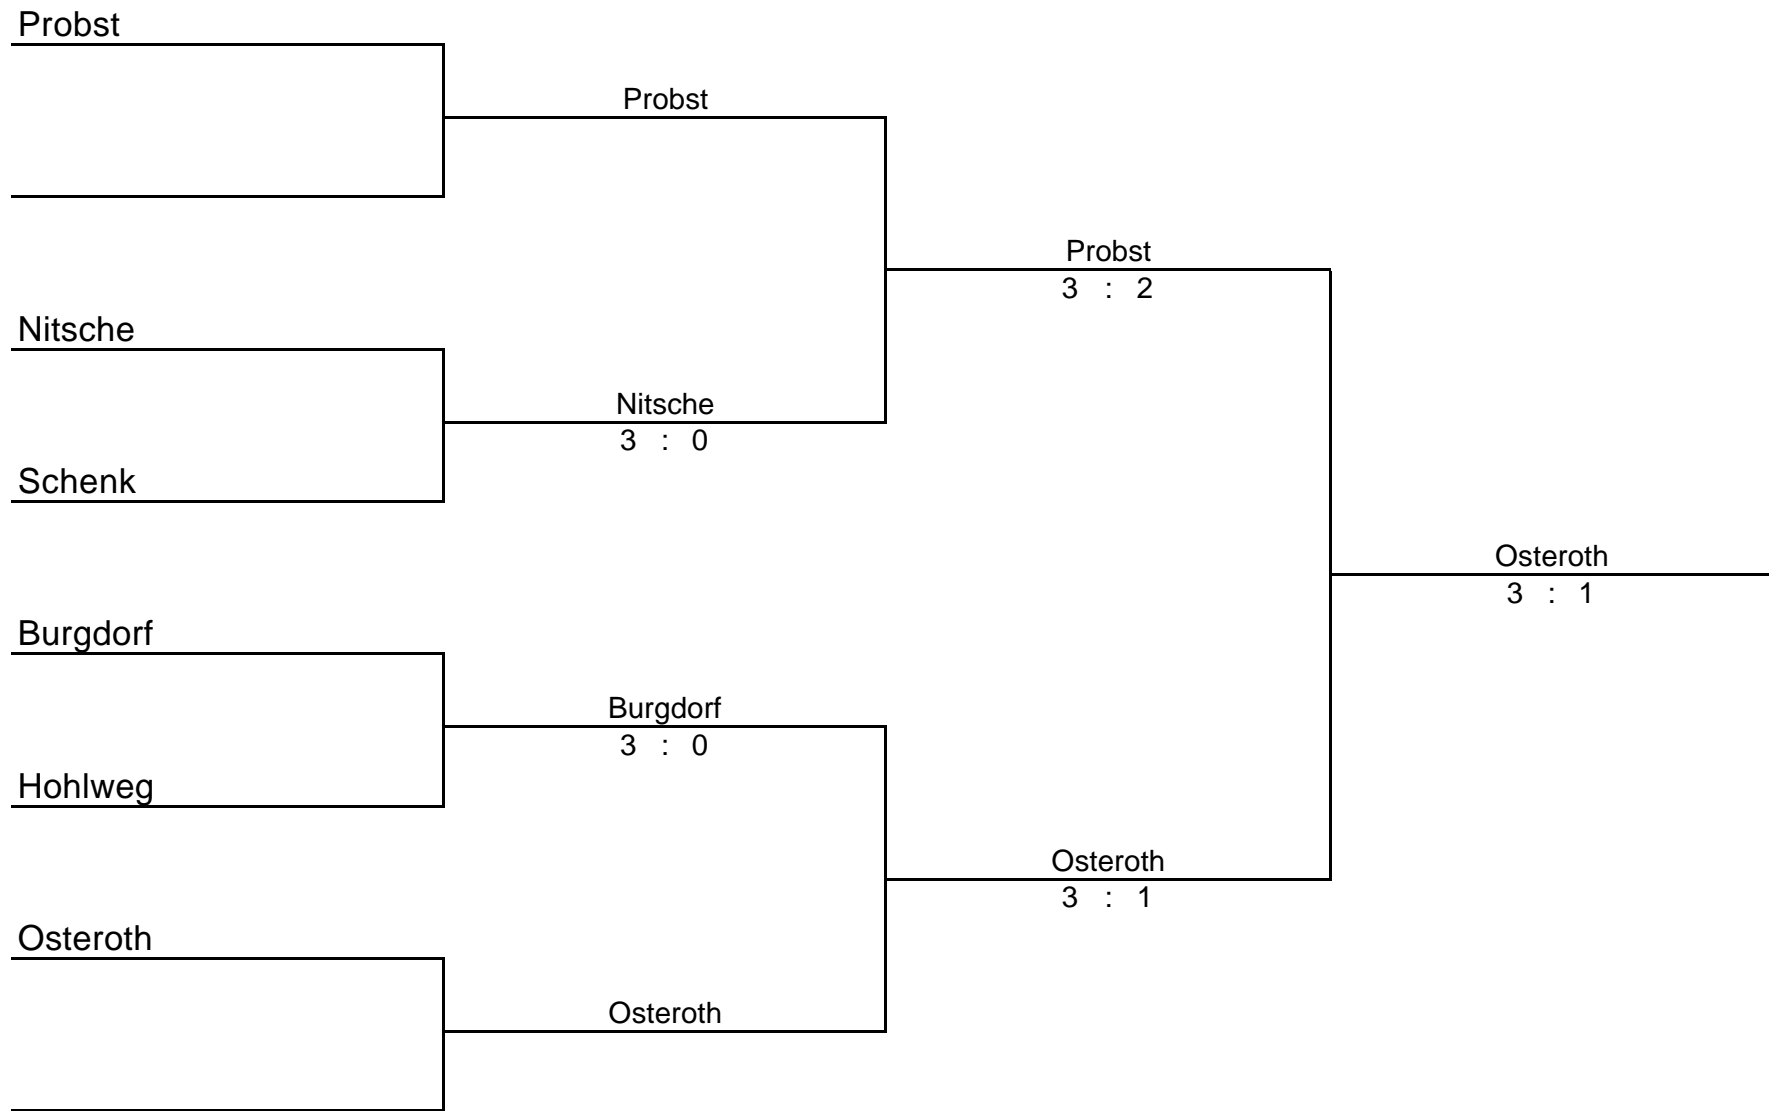 Probst
Probst
Probst
3 : 2
Nitsche
Nitsche
3 : 0
Schenk
Osteroth
3 : 1
Burgdorf
Burgdorf
3 : 0
Hohlweg
Osteroth
3 : 1
Osteroth
Osteroth